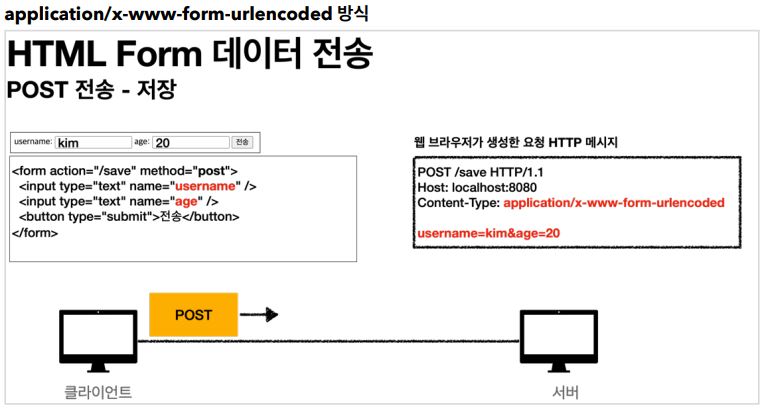 application/x-www-form-urlencoded 방식
HTML Form 데이터 전송
POST 전송 - 저장
username: kim age: 20 전송
<form action="/save" method="post">
<input type="text" name="username" />
<input type="text" name="age" />
<button type="submit">전송</button>
</form>
웹 브라우저가 생성한 요청 HTTP 메시지
POST /save HTTP/1.1
Host: localhost:8080
Content-Type: application/x-www-form-urlencoded
username=kim&age=20
POST
클라이언트
서버